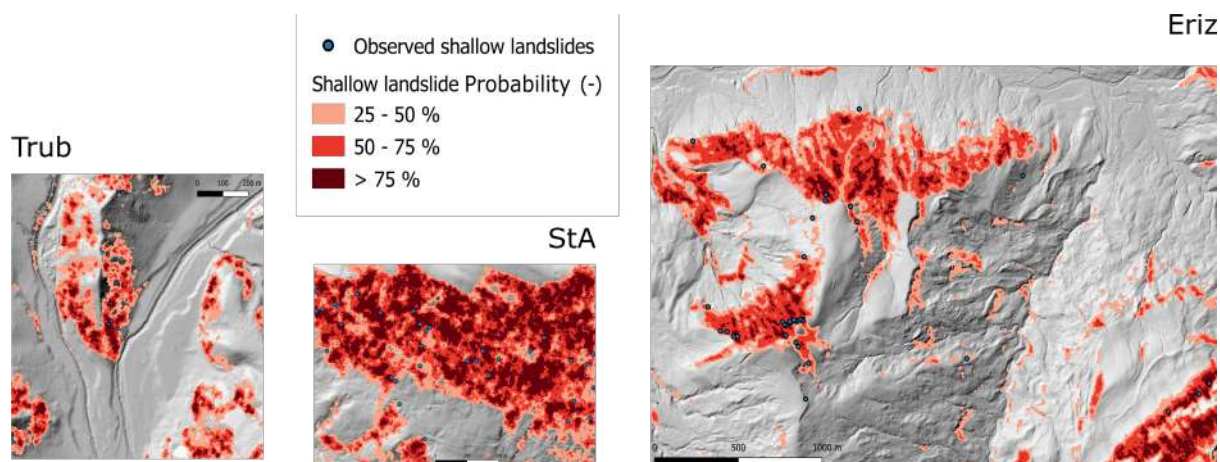 Eriz
Observed shallow landslides
Shallow landslide Probability (-)
25 - 50 %
50 - 75 %
> 75 %
Trub
0 100 200 m
StA
0 500 1000 m